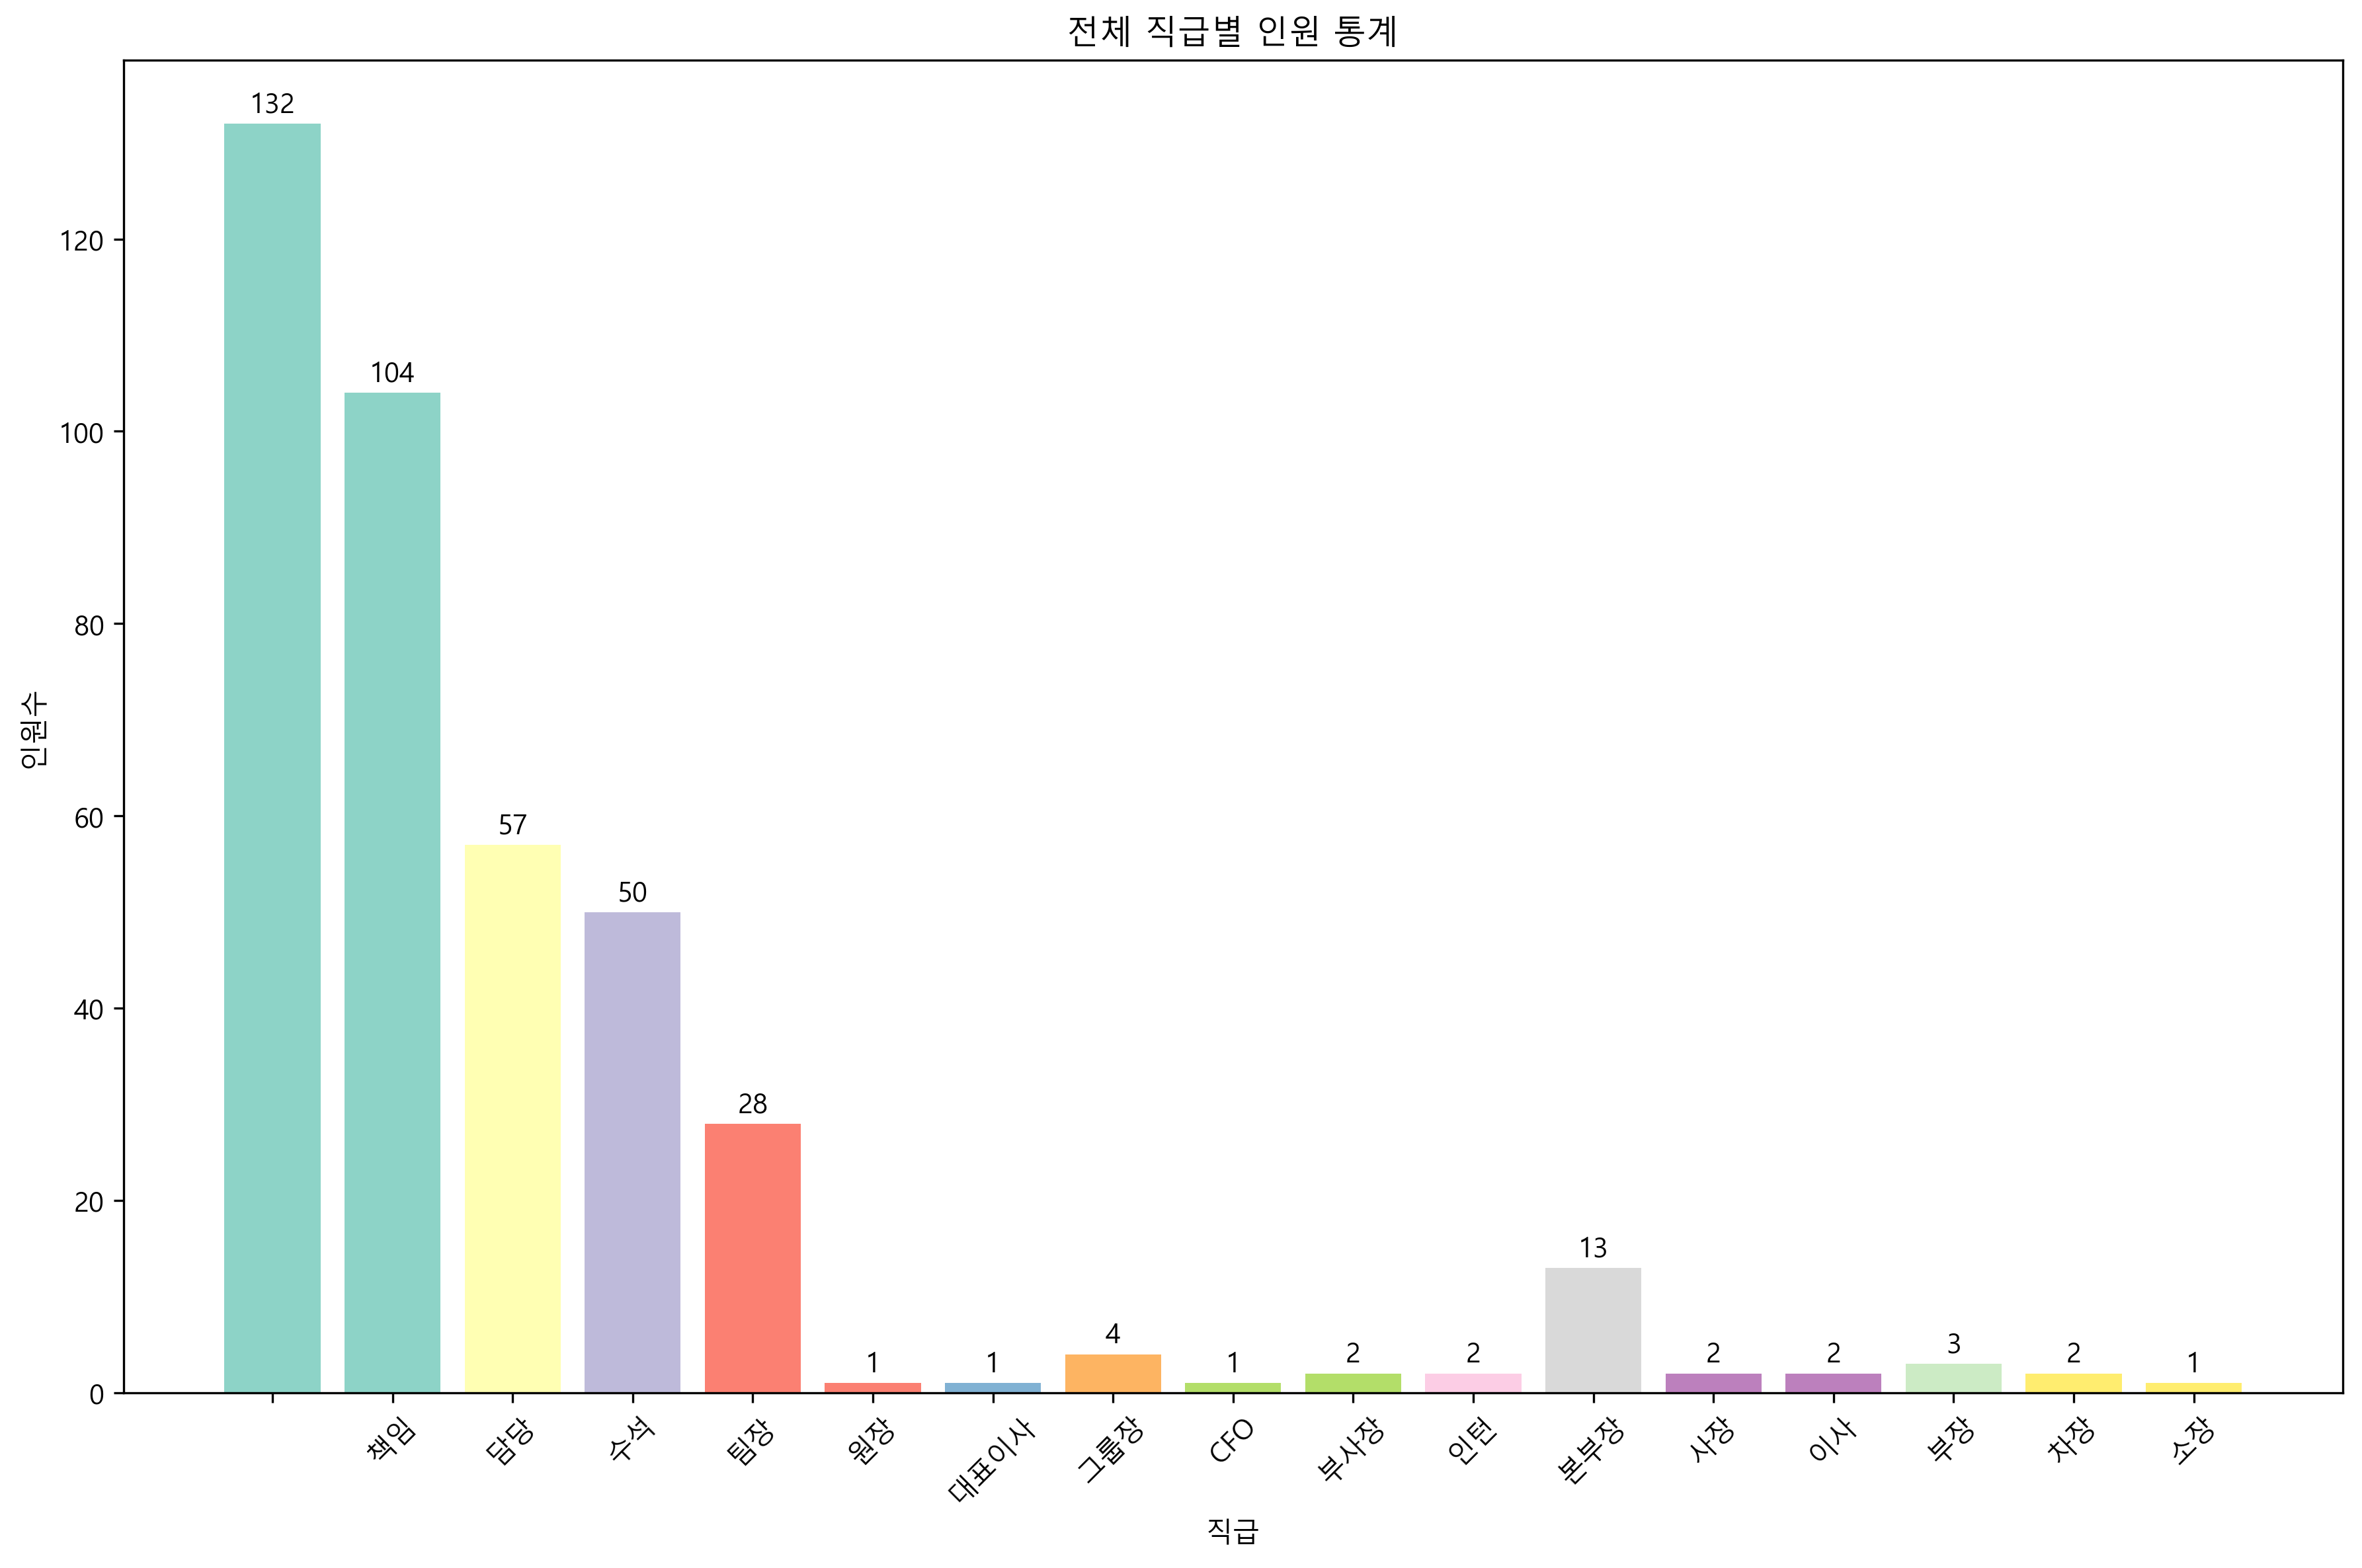 전체 직급별 인원 통계
인원수
120
100
80
60
40
20
0
132
104
57
50
28
1
1
4
1
2
2
13
2
2
3
2
1
책임
담당
수석
팀장
원장
대표이사
그룹장
CFO
부사장
인턴
본부장
사장
이사
부장
차장
소장
직급